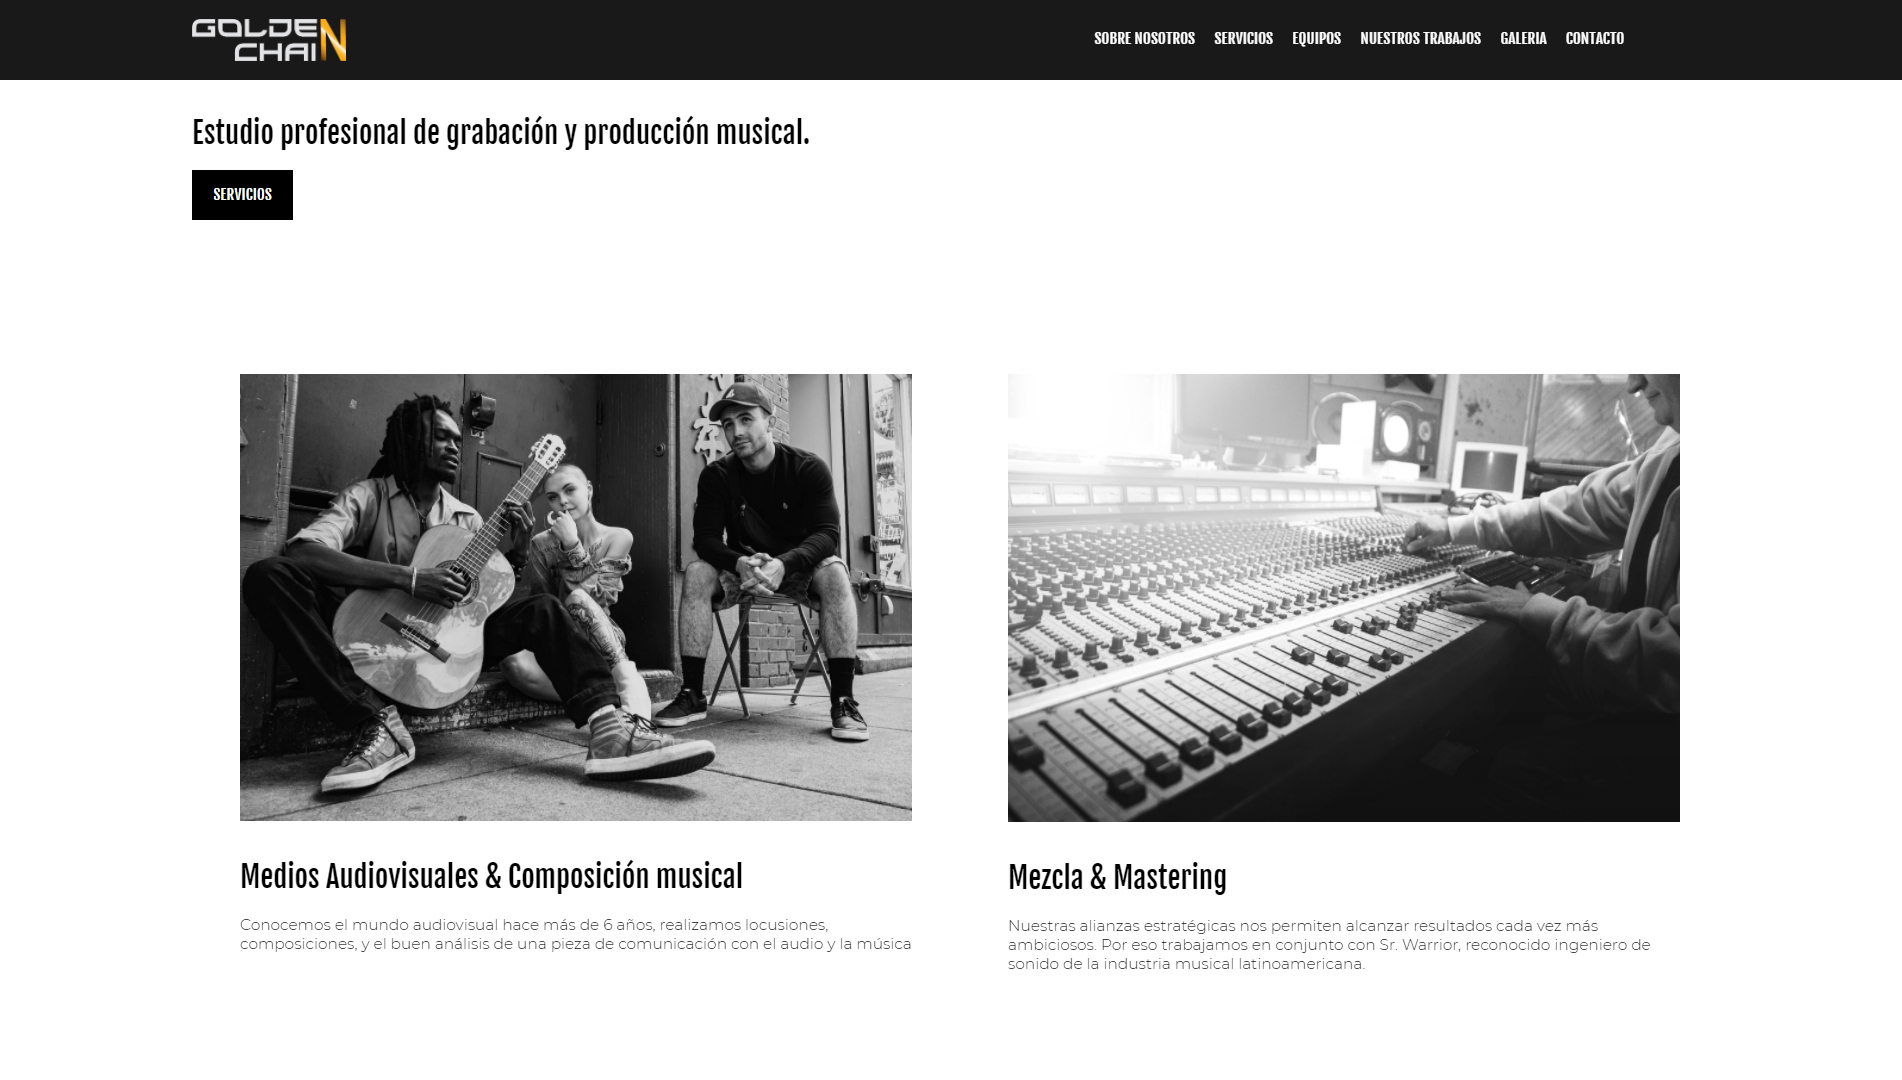 GOLDEN
CHAIN
SOBRE NOSOTROS SERVICIOS EQUIPOS NUESTROS TRABAJOS GALERIA CONTACTO
Estudio profesional de grabación y producción musical.
SERVICIOS
Medios Audiovisuales & Composición musical
Conocemos el mundo audiovisual hace más de 6 años, realizamos locusiones,
composiciones, y el buen análisis de una pieza de comunicación con el audio y la música
Mezcla & Mastering
Nuestras alianzas estratégicas nos permiten alcanzar resultados cada vez más
ambiciosos. Por eso trabajamos en conjunto con Sr. Warrior, reconocido ingeniero de
sonido de la industria musical latinoamericana.